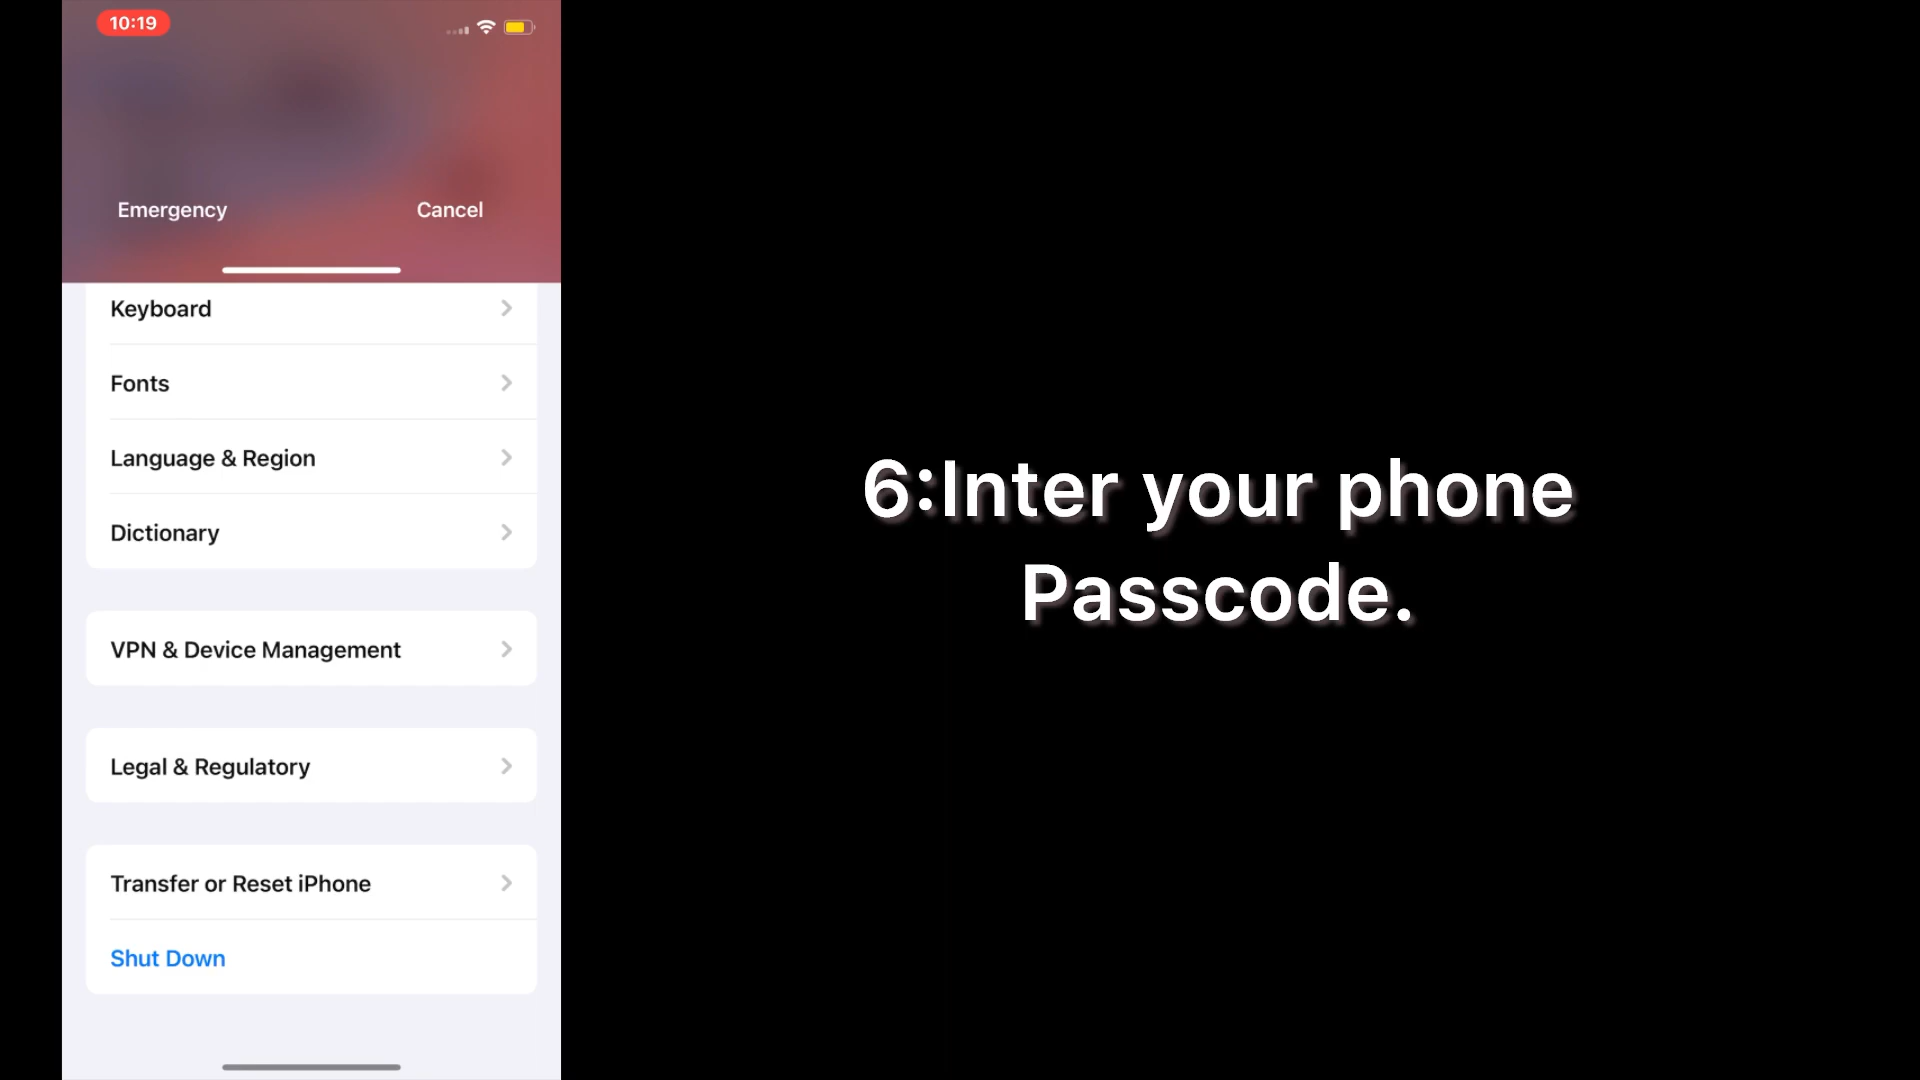 10:19
Emergency
Cancel
Keyboard
Fonts
Language & Region
Dictionary
VPN & Device Management
Legal & Regulatory
Transfer or Reset iPhone
Shut Down
6:Inter your phone
Passcode.